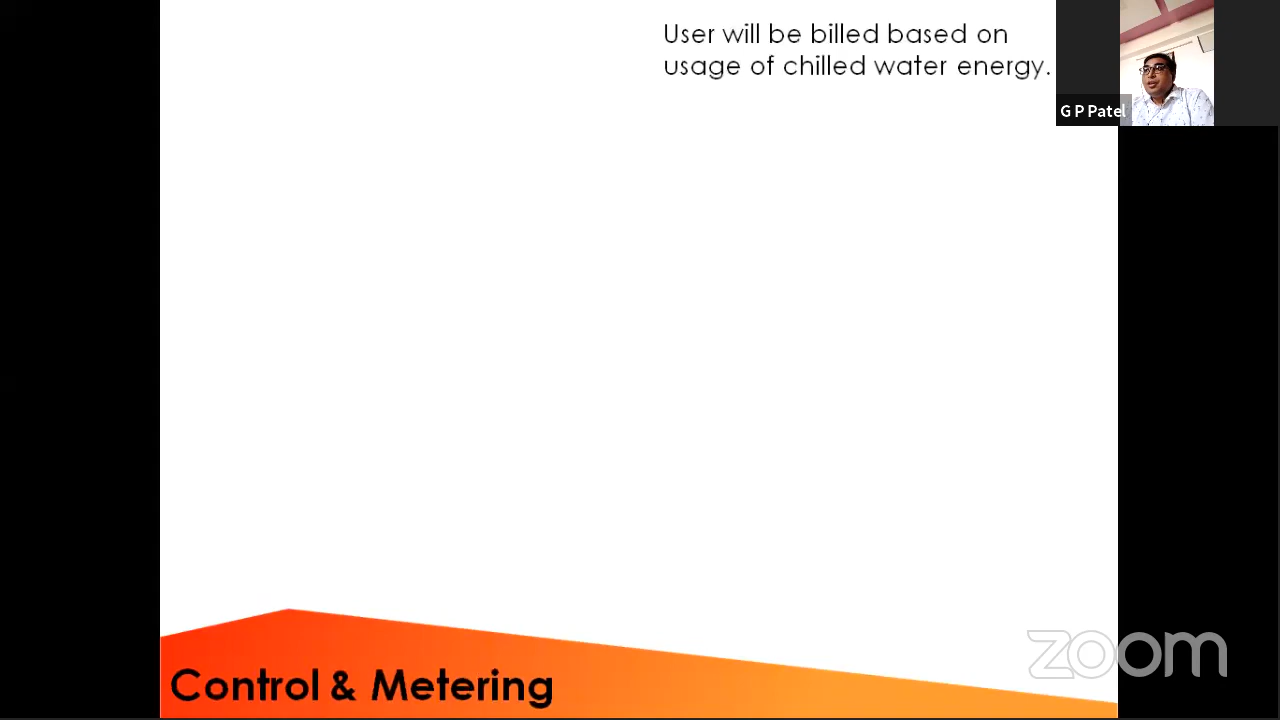 User will be billed based on
usage of chilled water energy.
G P Patel
Control & Metering
zoom